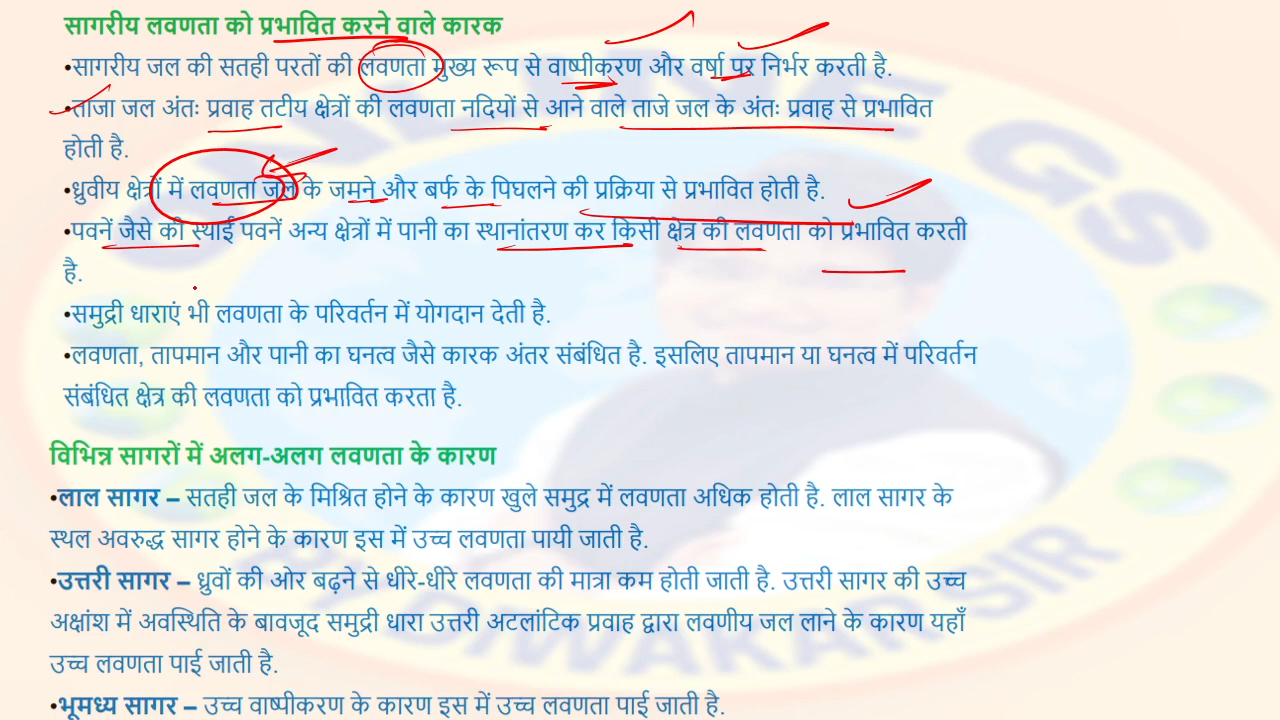 सागरीय लवणता को प्रभावित करने वाले कारक
•सागरीय जल की सतही परतों की लवणता मुख्य रूप से वाष्पीकरण और वर्षा पर निर्भर करती है.
•ताजा जल अंतः प्रवाह तटीय क्षेत्रों की लवणता नदियों से आने वाले ताजे जल के अंतः प्रवाह से प्रभावित
होती है.
•ध्रुवीय क्षेत्रों में लवणता जल के जमने और बर्फ के पिघलने की प्रक्रिया से प्रभावित होती है.
•पवनें जैसे की स्थाई पवनें अन्य क्षेत्रों में पानी का स्थानांतरण कर किसी क्षेत्र की लवणता को प्रभावित करती
है.
•समुद्री धाराएं भी लवणता के परिवर्तन में योगदान देती है.
•लवणता, तापमान और पानी का घनत्व जैसे कारक अंतर संबंधित है. इसलिए तापमान या घनत्व में परिवर्तन
संबंधित क्षेत्र की लवणता को प्रभावित करता है.
विभिन्न सागरों में अलग-अलग लवणता के कारण
•लाल सागर – सतही जल के मिश्रित होने के कारण खुले समुद्र में लवणता अधिक होती है. लाल सागर के
स्थल अवरुद्ध सागर होने के कारण इस में उच्च लवणता पायी जाती है.
•उत्तरी सागर – ध्रुवों की ओर बढ़ने से धीरे-धीरे लवणता की मात्रा कम होती जाती है. उत्तरी सागर की उच्च
अक्षांश में अवस्थिति के बावजूद समुद्री धारा उत्तरी अटलांटिक प्रवाह द्वारा लवणीय जल लाने के कारण यहाँ
उच्च लवणता पाई जाती है.
•भूमध्य सागर – उच्च वाष्पीकरण के कारण इस में उच्च लवणता पाई जाती है.